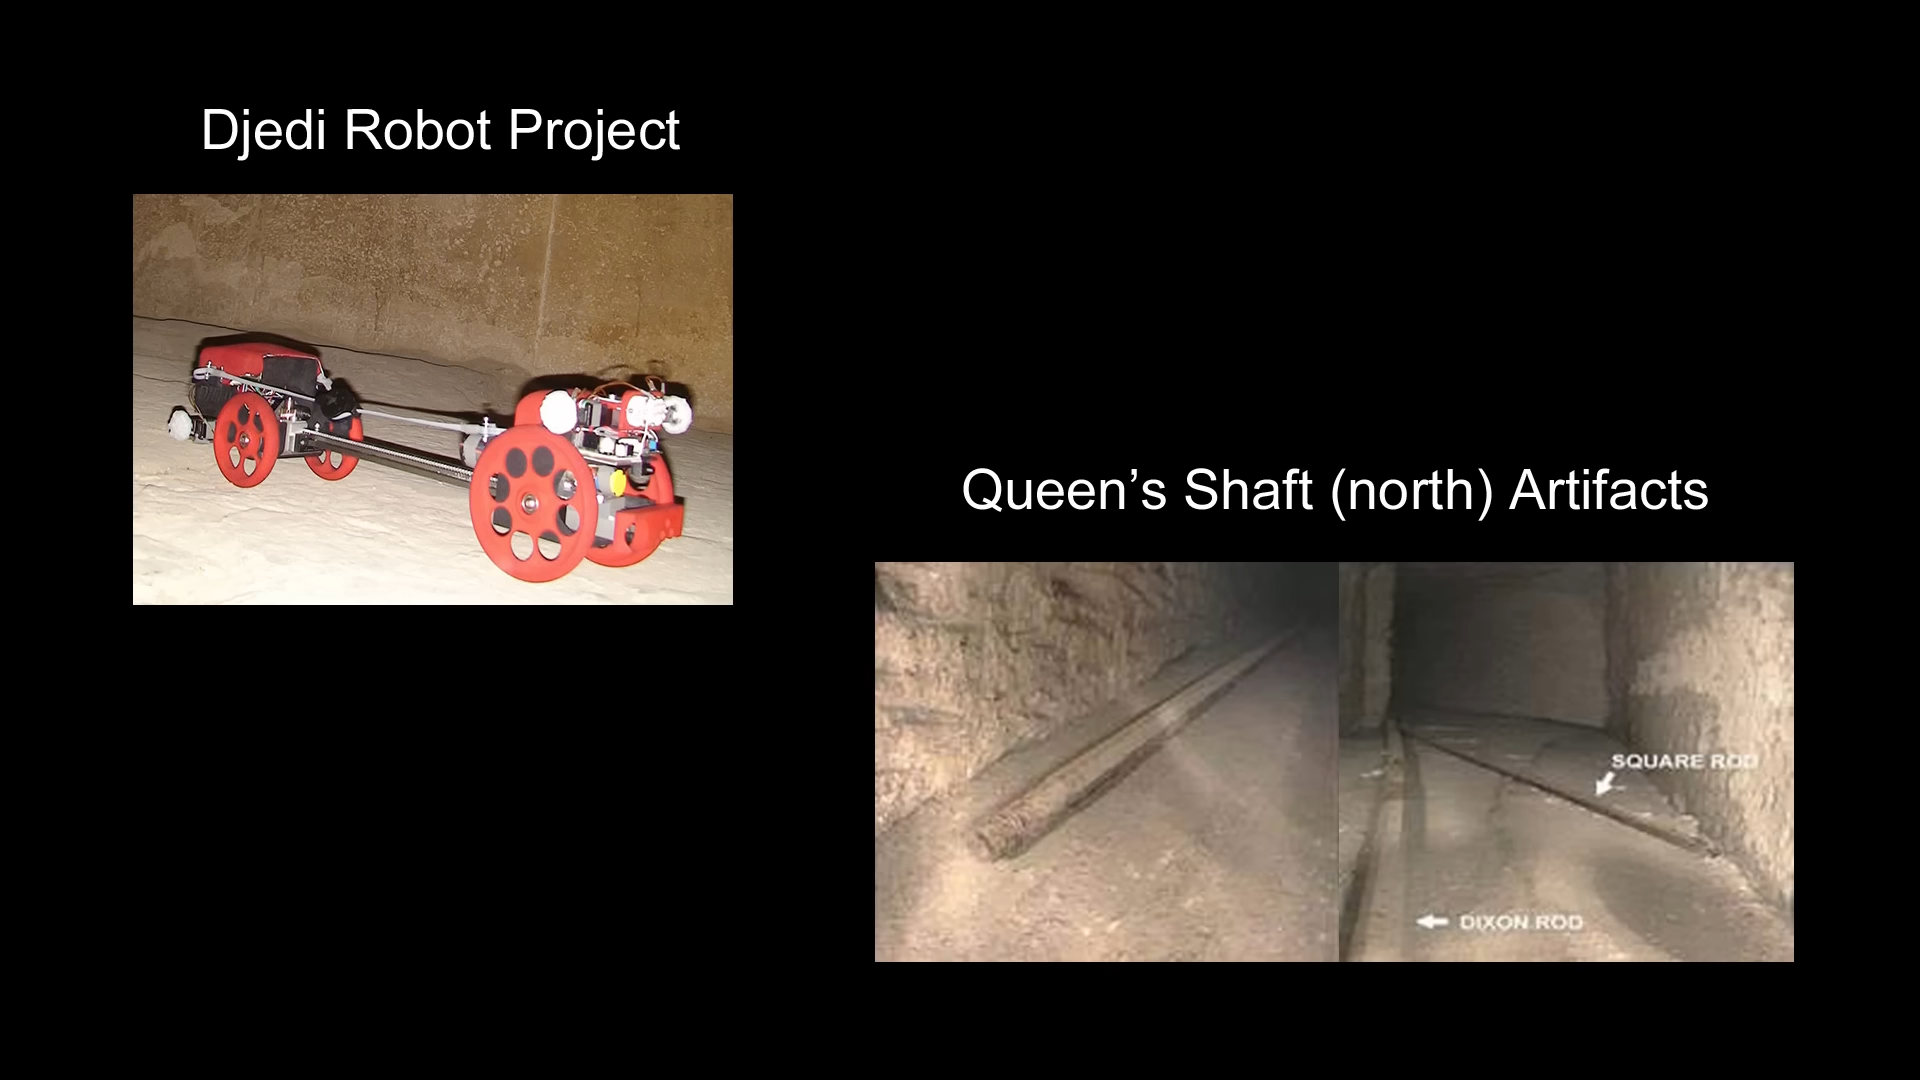 Djedi Robot Project
Queen’s Shaft (north) Artifacts
SQUARE ROD
DIXON ROD